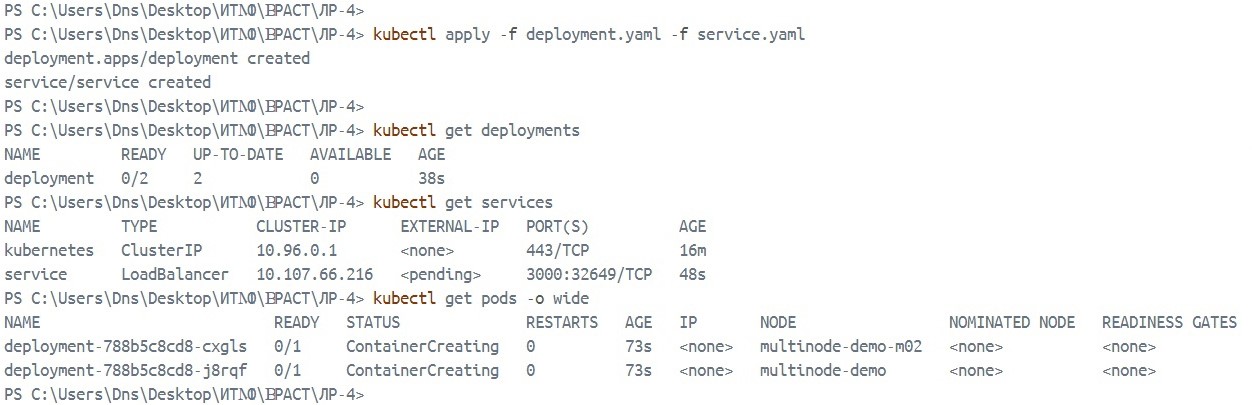 PS C:\Users\Dns\Desktop\ИТМО\ВРАСТ\ЛР-4>
PS C:\Users\Dns\Desktop\ИТМО\ВРАСТ\ЛР-4> kubectl apply -f deployment.yaml -f service.yaml
deployment.apps/deployment created
service/service created
PS C:\Users\Dns\Desktop\ИТМО\ВРАСТ\ЛР-4>
PS C:\Users\Dns\Desktop\ИТМО\ВРАСТ\ЛР-4> kubectl get deployments
NAME         READY   UP-TO-DATE   AVAILABLE   AGE
deployment   0/2     2            0           38s
PS C:\Users\Dns\Desktop\ИТМО\ВРАСТ\ЛР-4> kubectl get services
NAME         TYPE           CLUSTER-IP      EXTERNAL-IP   PORT(S)          AGE
kubernetes   ClusterIP      10.96.0.1       <none>        443/TCP          16m
service      LoadBalancer   10.107.66.216   <pending>     3000:32649/TCP   48s
PS C:\Users\Dns\Desktop\ИТМО\ВРАСТ\ЛР-4> kubectl get pods -o wide
NAME                          READY   STATUS              RESTARTS   AGE   IP       NODE                 NOMINATED NODE   READINESS GATES
deployment-788b5c8cd8-cxgls   0/1     ContainerCreating   0          73s   <none>   multinode-demo-m02   <none>           <none>
deployment-788b5c8cd8-j8rqf   0/1     ContainerCreating   0          73s   <none>   multinode-demo       <none>           <none>
PS C:\Users\Dns\Desktop\ИТМО\ВРАСТ\ЛР-4>